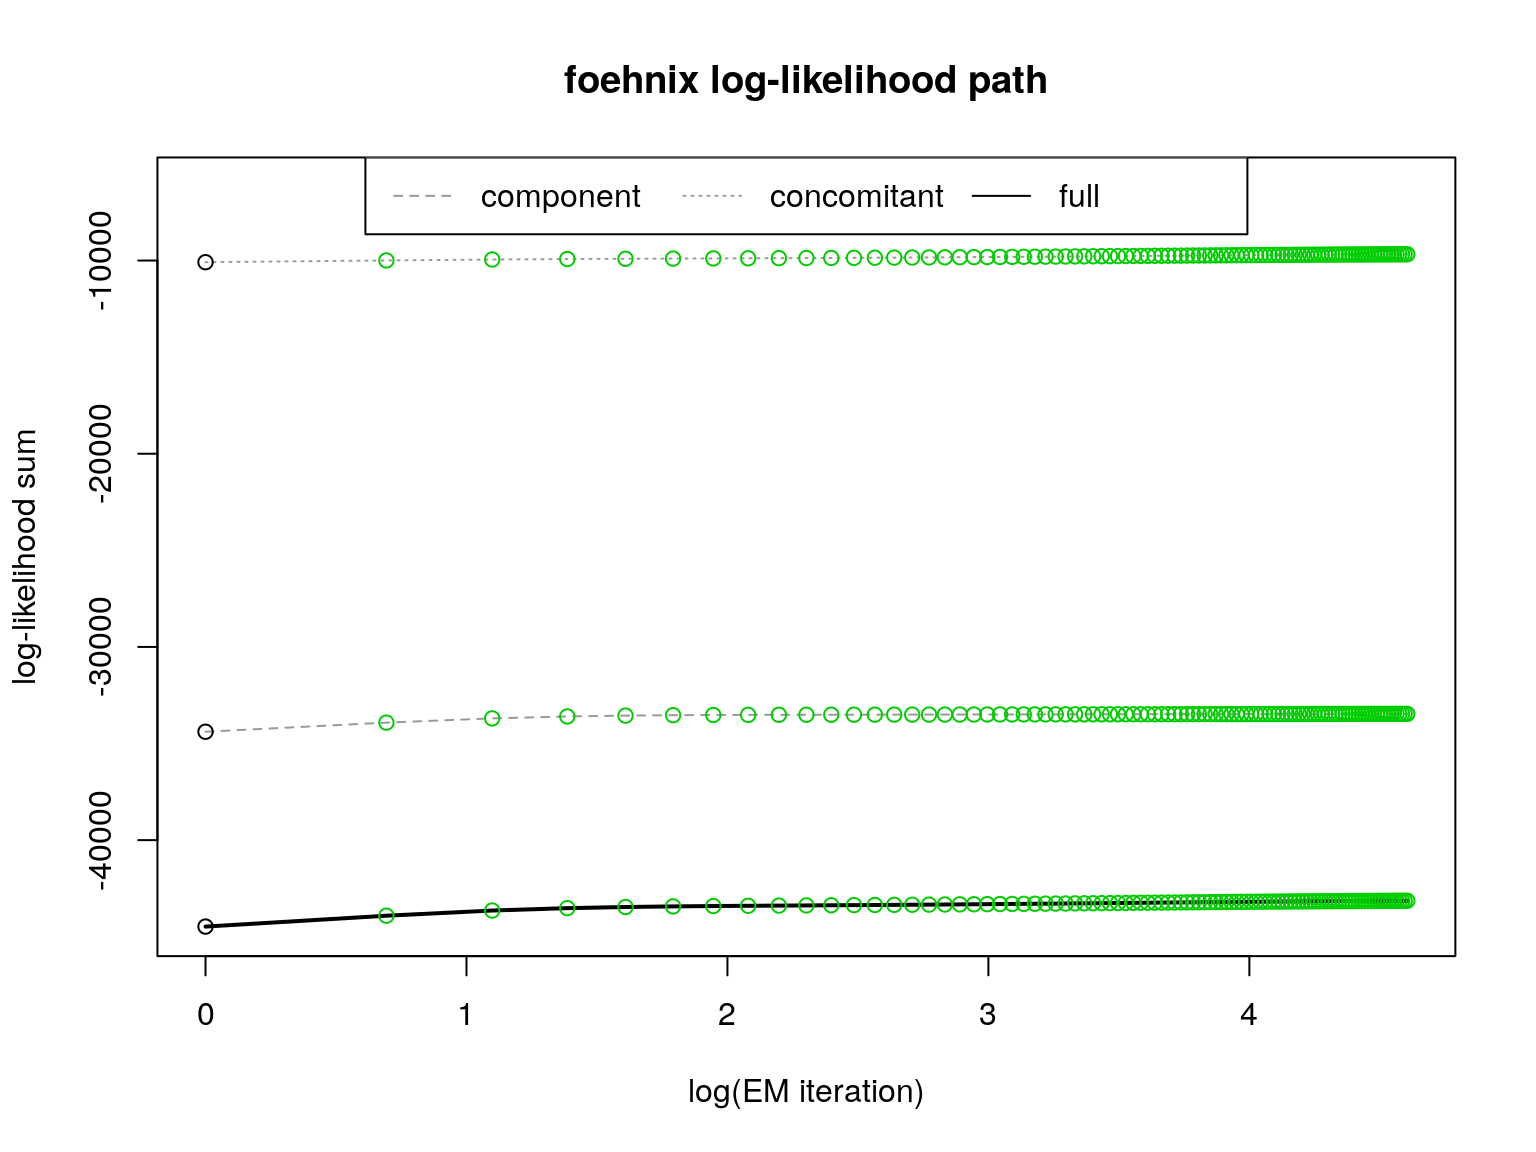 foehnix log-likelihood path
component concomitant full
log-likelihood sum
-10000
-20000
-30000
-40000
0 1 2 3 4
log(EM iteration)